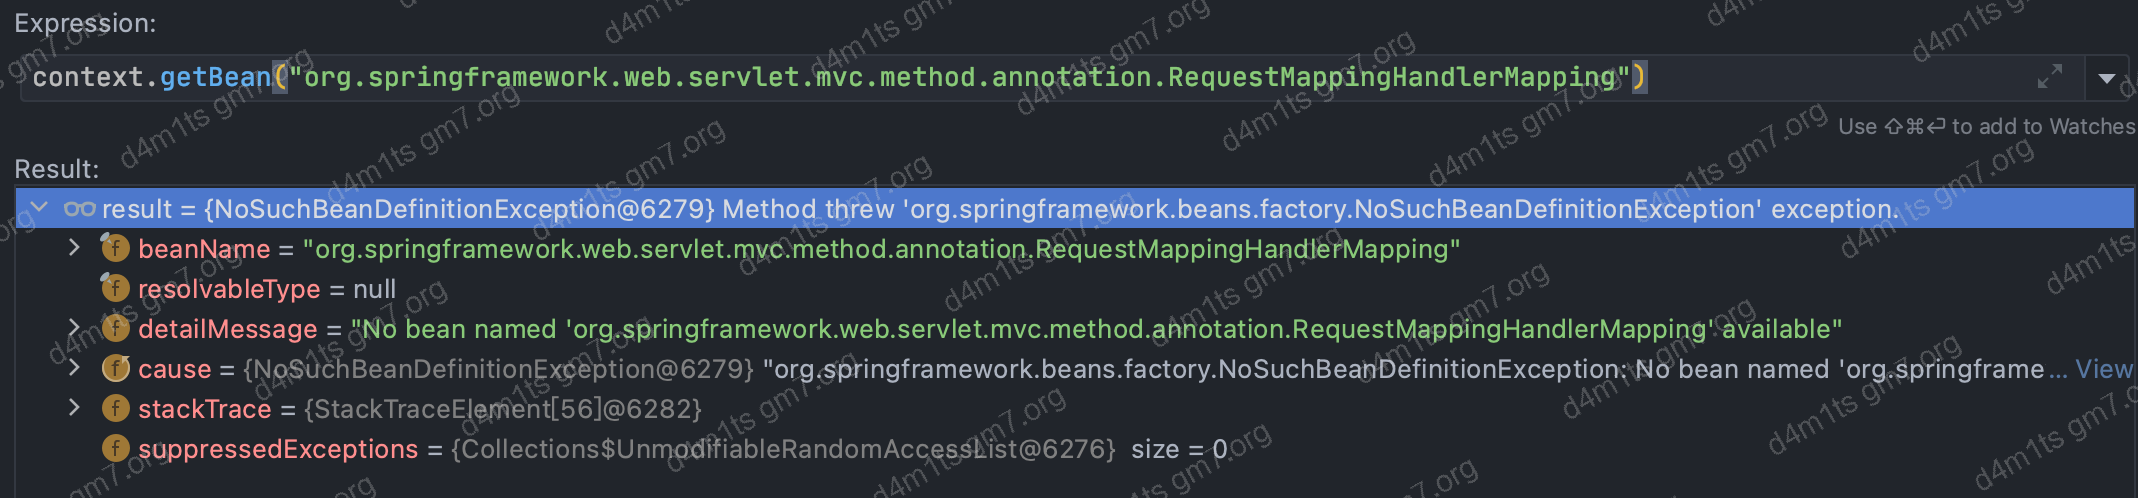 Expression:
context.getBean("org.springframework.web.servlet.mvc.method.annotation.RequestMappingHandlerMapping")
Use ⇧⌘⏎ to add to Watches
Result:
result = {NoSuchBeanDefinitionException@6279} Method threw 'org.springframework.beans.factory.NoSuchBeanDefinitionException' exception.
beanName = "org.springframework.web.servlet.mvc.method.annotation.RequestMappingHandlerMapping"
resolvableType = null
detailMessage = "No bean named 'org.springframework.web.servlet.mvc.method.annotation.RequestMappingHandlerMapping' available"
cause = {NoSuchBeanDefinitionException@6279} "org.springframework.beans.factory.NoSuchBeanDefinitionException: No bean named 'org.springframe ... View
stackTrace = {StackTraceElement[56]@6282}
suppressedExceptions = {Collections$UnmodifiableRandomAccessList@6276} size = 0
d4m1ts gm7.org